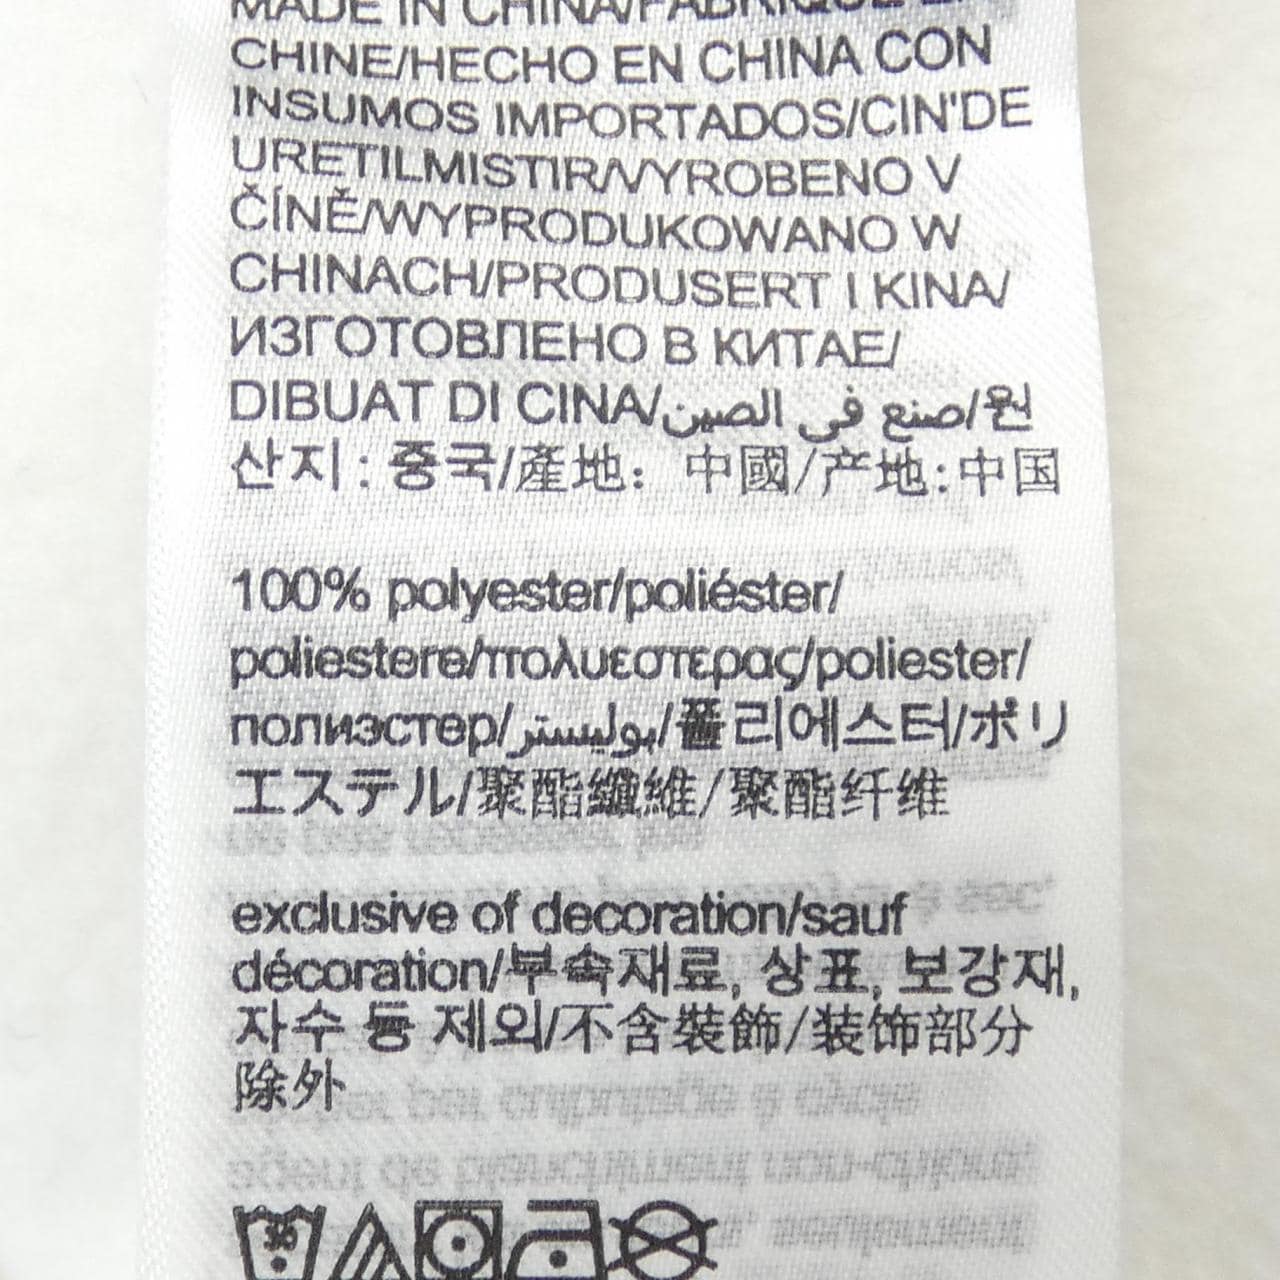 MADE IN CHINA/FABRIQUÉ EN
CHINE/HECHO EN CHINA CON
INSUMOS IMPORTADOS/CIN'DE
URETILMISTIR/VYROBENO V
ČÍNĚ/WYPRODUKOWANO W
CHINACH/PRODUSERT I KINA/
ИЗГОТОВЛЕНО В КИТАЕ/
DIBUAT DI CINA/صنع في الصين/원
산지 : 중국/產地: 中國/产地:中国
100% polyester/poliéster/
poliestere/πολυεστερας/poliester/
полиэстер/بوليستر/폴리에스터/ポリ
エステル/聚酯纖維/聚酯纤维
exclusive of decoration/sauf
décoration/부속재료, 상표, 보강재,
자수 등 제외/不含裝飾/装饰部分
除外
30